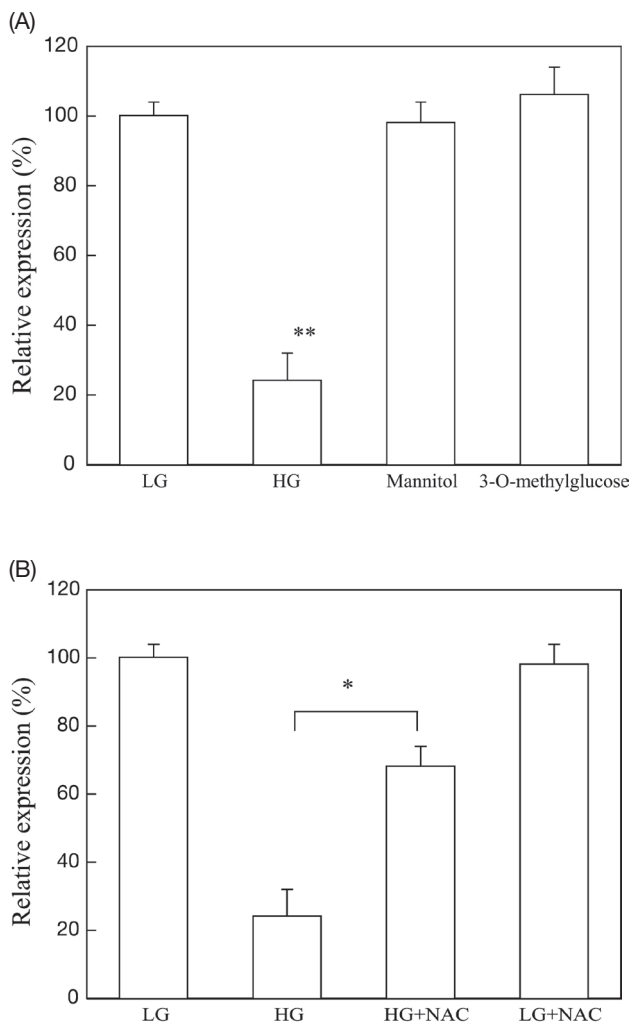 (A)
120
100
80
60
40
20
0
Relative expression (%)
**
LG HG Mannitol 3-O-methylglucose
(B)
120
100
80
60
40
20
0
Relative expression (%)
*
LG HG HG+NAC LG+NAC